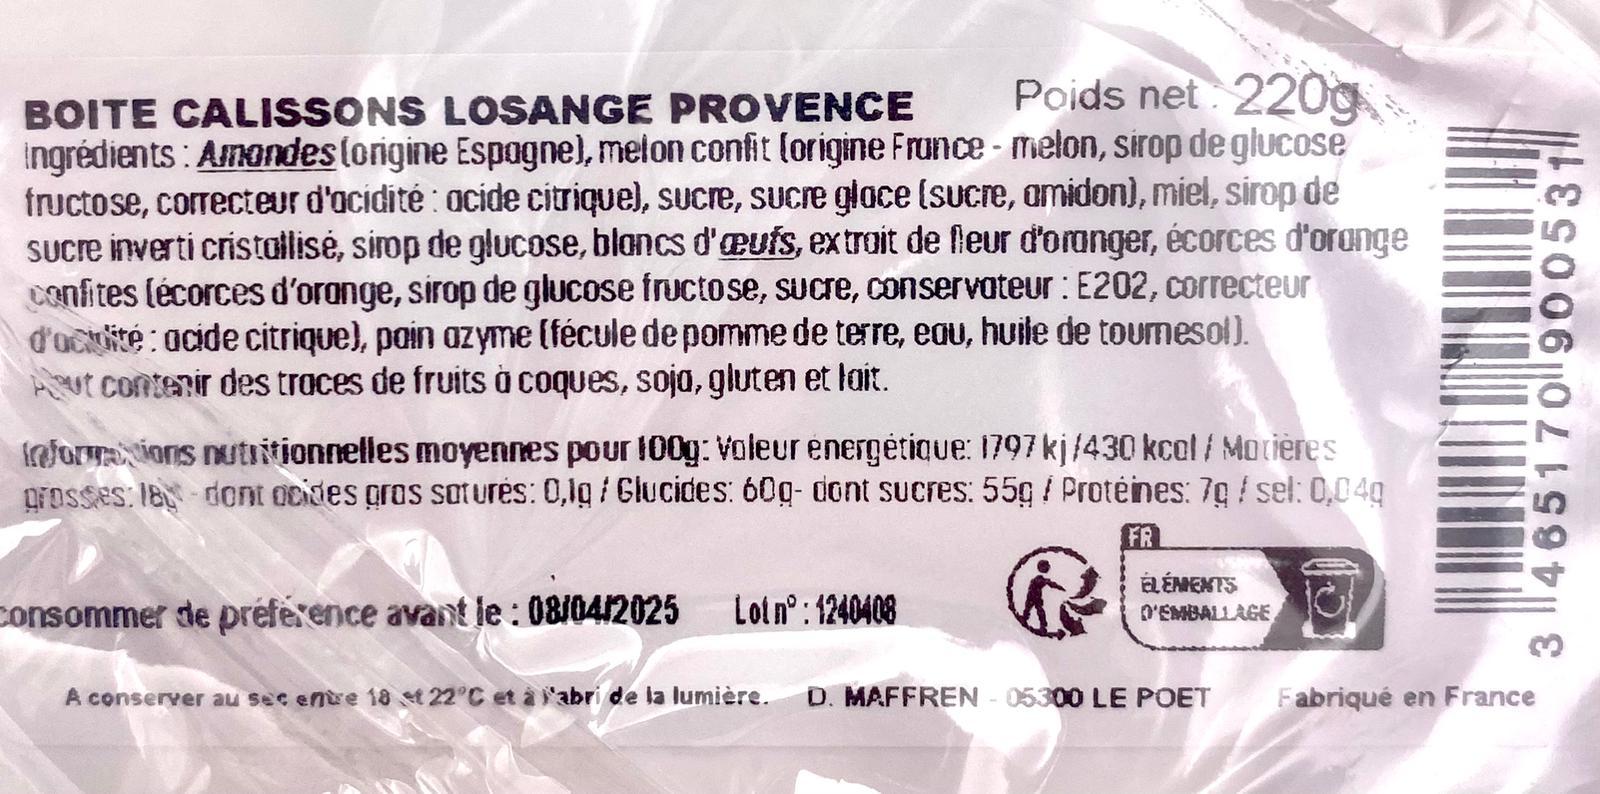 BOITE CALISSONS LOSANGE PROVENCE
Poids net : 220g
Ingrédients : Amandes (origine Espagne), melon confit (origine France - melon, sirop de glucose
fructose, correcteur d'acidité : acide citrique), sucre, sucre glace (sucre, amidon), miel, sirop de
sucre inverti cristallisé, sirop de glucose, blancs d'œufs, extrait de fleur d'oranger, écorces d'orange
confites (écorces d'orange, sirop de glucose fructose, sucre, conservateur : E202, correcteur
d'acidité : acide citrique), pain azyme (fécule de pomme de terre, eau, huile de tournesol).
Peut contenir des traces de fruits à coques, soja, gluten et lait.
Informations nutritionnelles moyennes pour 100g: Valeur énergétique: 1797 kj/430 kcal / Matières
grasses: 18g - dont acides gras saturés: 0,1g / Glucides: 60g- dont sucres: 55g / Protéines: 7g / sel: 0,04g
consommer de préférence avant le : 08/04/2025 Lot n° : 1240408
FR
ÉLÉMENTS
D'EMBALLAGE
A conserver au sec entre 18 et 22°C et à l'abri de la lumière. D. MAFFREN - 05300 LE POET Fabriqué en France
3 465170 900531